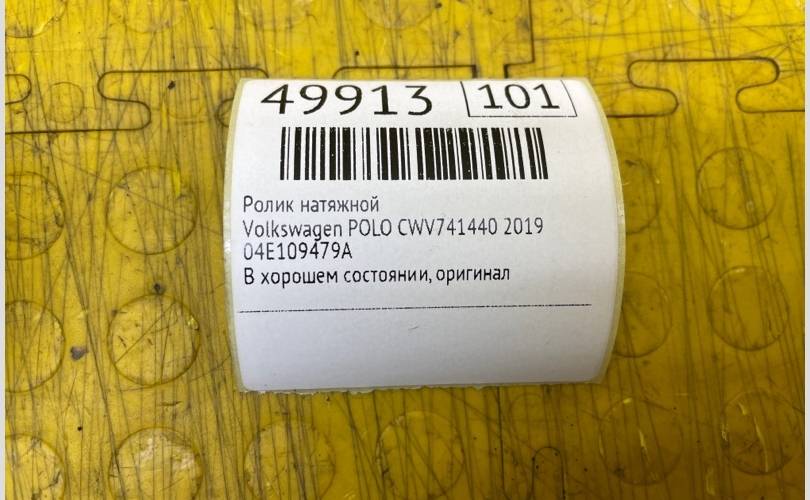 49913 101
Ролик натяжной
Volkswagen POLO CWV741440 2019
04E109479A
В хорошем состоянии, оригинал